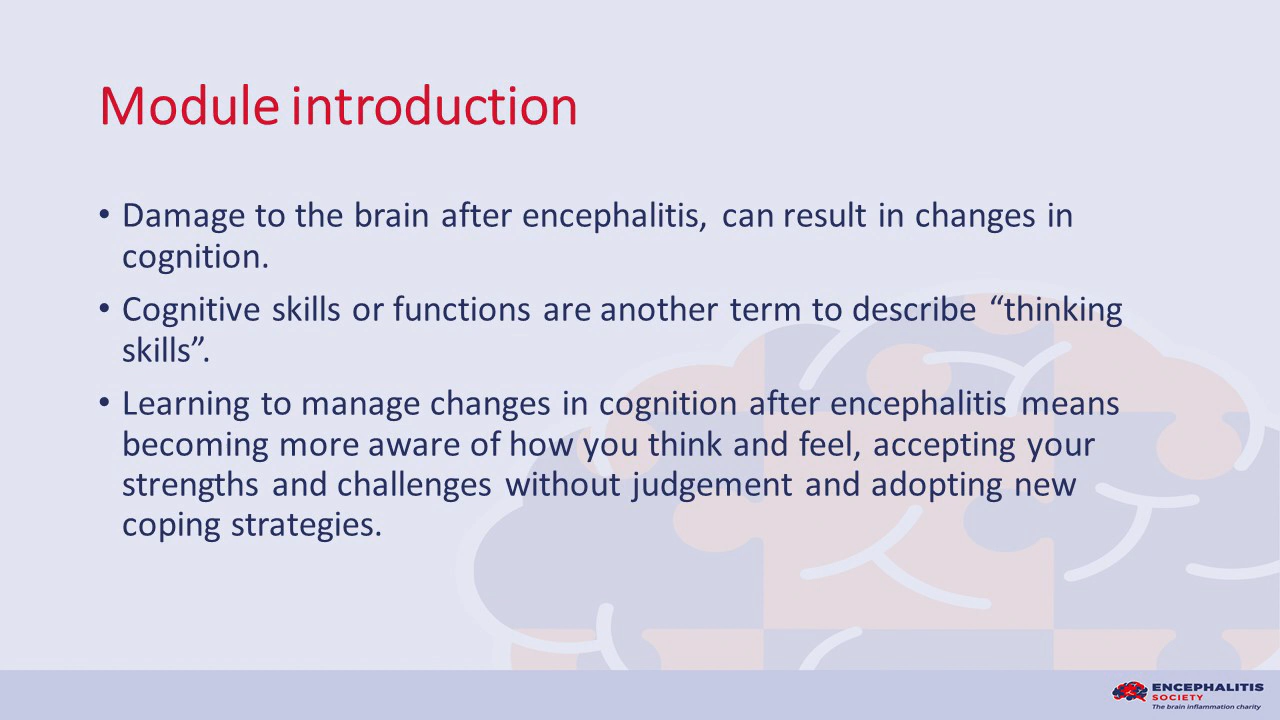 Module introduction
• Damage to the brain after encephalitis, can result in changes in
cognition.
• Cognitive skills or functions are another term to describe “thinking
skills”.
• Learning to manage changes in cognition after encephalitis means
becoming more aware of how you think and feel, accepting your
strengths and challenges without judgement and adopting new
coping strategies.
ENCEPHALITIS
SOCIETY
The brain inflammation charity